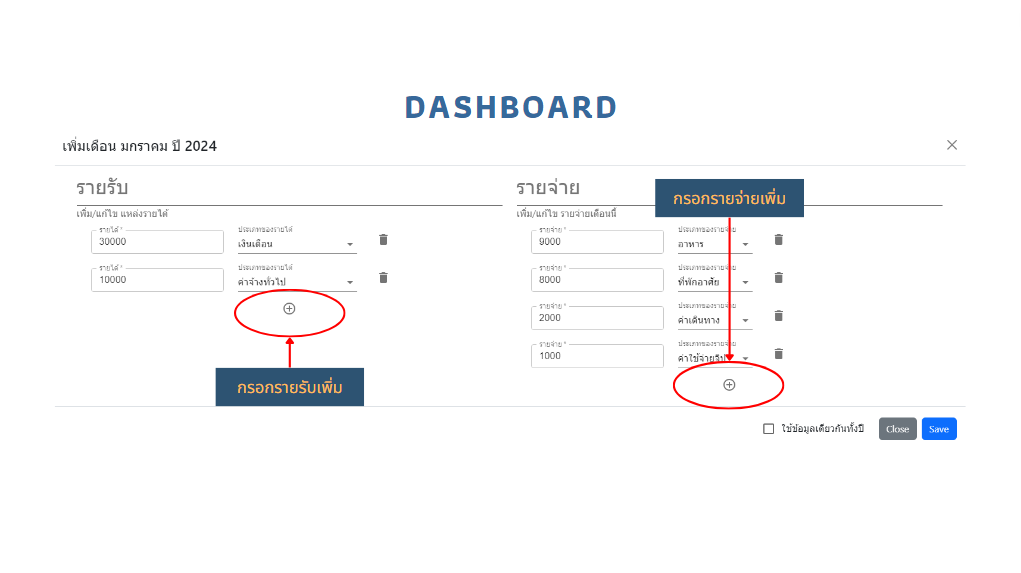 DASHBOARD
เพิ่มเดือน มกราคม ปี 2024
รายรับ
เพิ่ม/แก้ไข แหล่งรายได้
รายได้ *
30000
ประเภทของรายได้
เงินเดือน
รายได้ *
10000
ประเภทของรายได้
ค่าจ้างทั่วไป
กรอกรายรับเพิ่ม
รายจ่าย
กรอกรายจ่ายเพิ่ม
เพิ่ม/แก้ไข รายจ่ายเดือนนี้
รายจ่าย *
9000
ประเภทของรายจ่าย
อาหาร
รายจ่าย *
8000
ประเภทของรายจ่าย
ที่พักอาศัย
รายจ่าย *
2000
ประเภทของรายจ่าย
ค่าเดินทาง
รายจ่าย *
1000
ประเภทของรายจ่าย
ใช้ข้อมูลเดียวกันทั้งปี
Close
Save